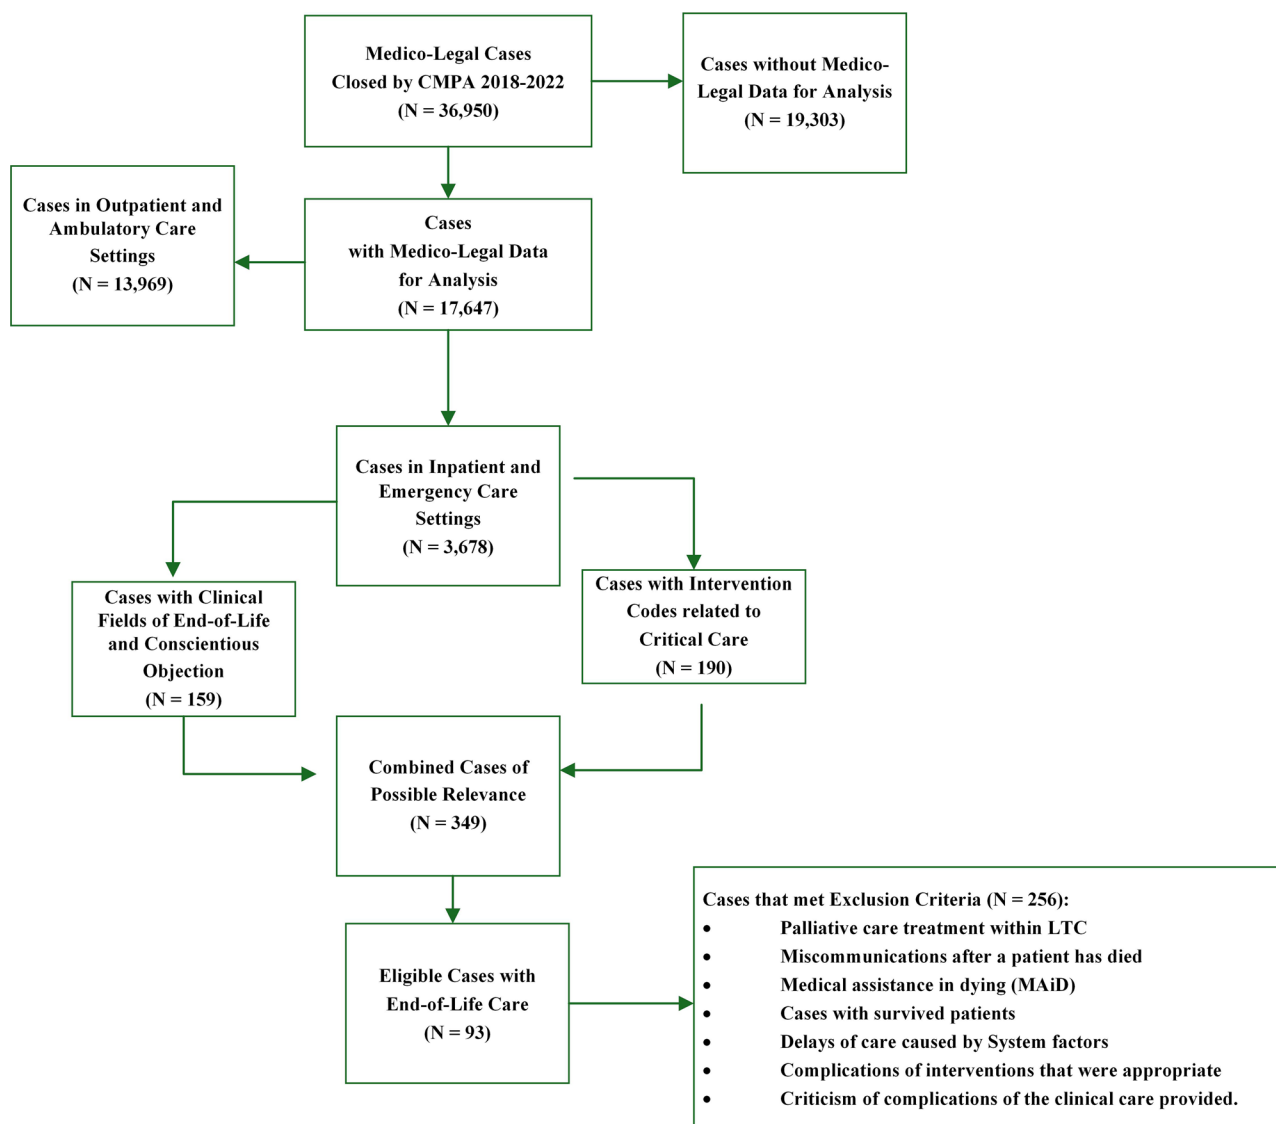 Medico-Legal Cases
Closed by CMPA 2018-2022
(N = 36,950)
Cases without Medico-
Legal Data for Analysis
(N = 19,303)
Cases in Outpatient and
Ambulatory Care
Settings
(N = 13,969)
Cases
with Medico-Legal Data
for Analysis
(N = 17,647)
Cases in Inpatient and
Emergency Care
Settings
(N = 3,678)
Cases with Clinical
Fields of End-of-Life
and Conscientious
Objection
(N = 159)
Cases with Intervention
Codes related to
Critical Care
(N = 190)
Combined Cases of
Possible Relevance
(N = 349)
Eligible Cases with
End-of-Life Care
(N = 93)
Cases that met Exclusion Criteria (N = 256):
• Palliative care treatment within LTC
• Miscommunications after a patient has died
• Medical assistance in dying (MAiD)
• Cases with survived patients
• Delays of care caused by System factors
• Complications of interventions that were appropriate
• Criticism of complications of the clinical care provided.